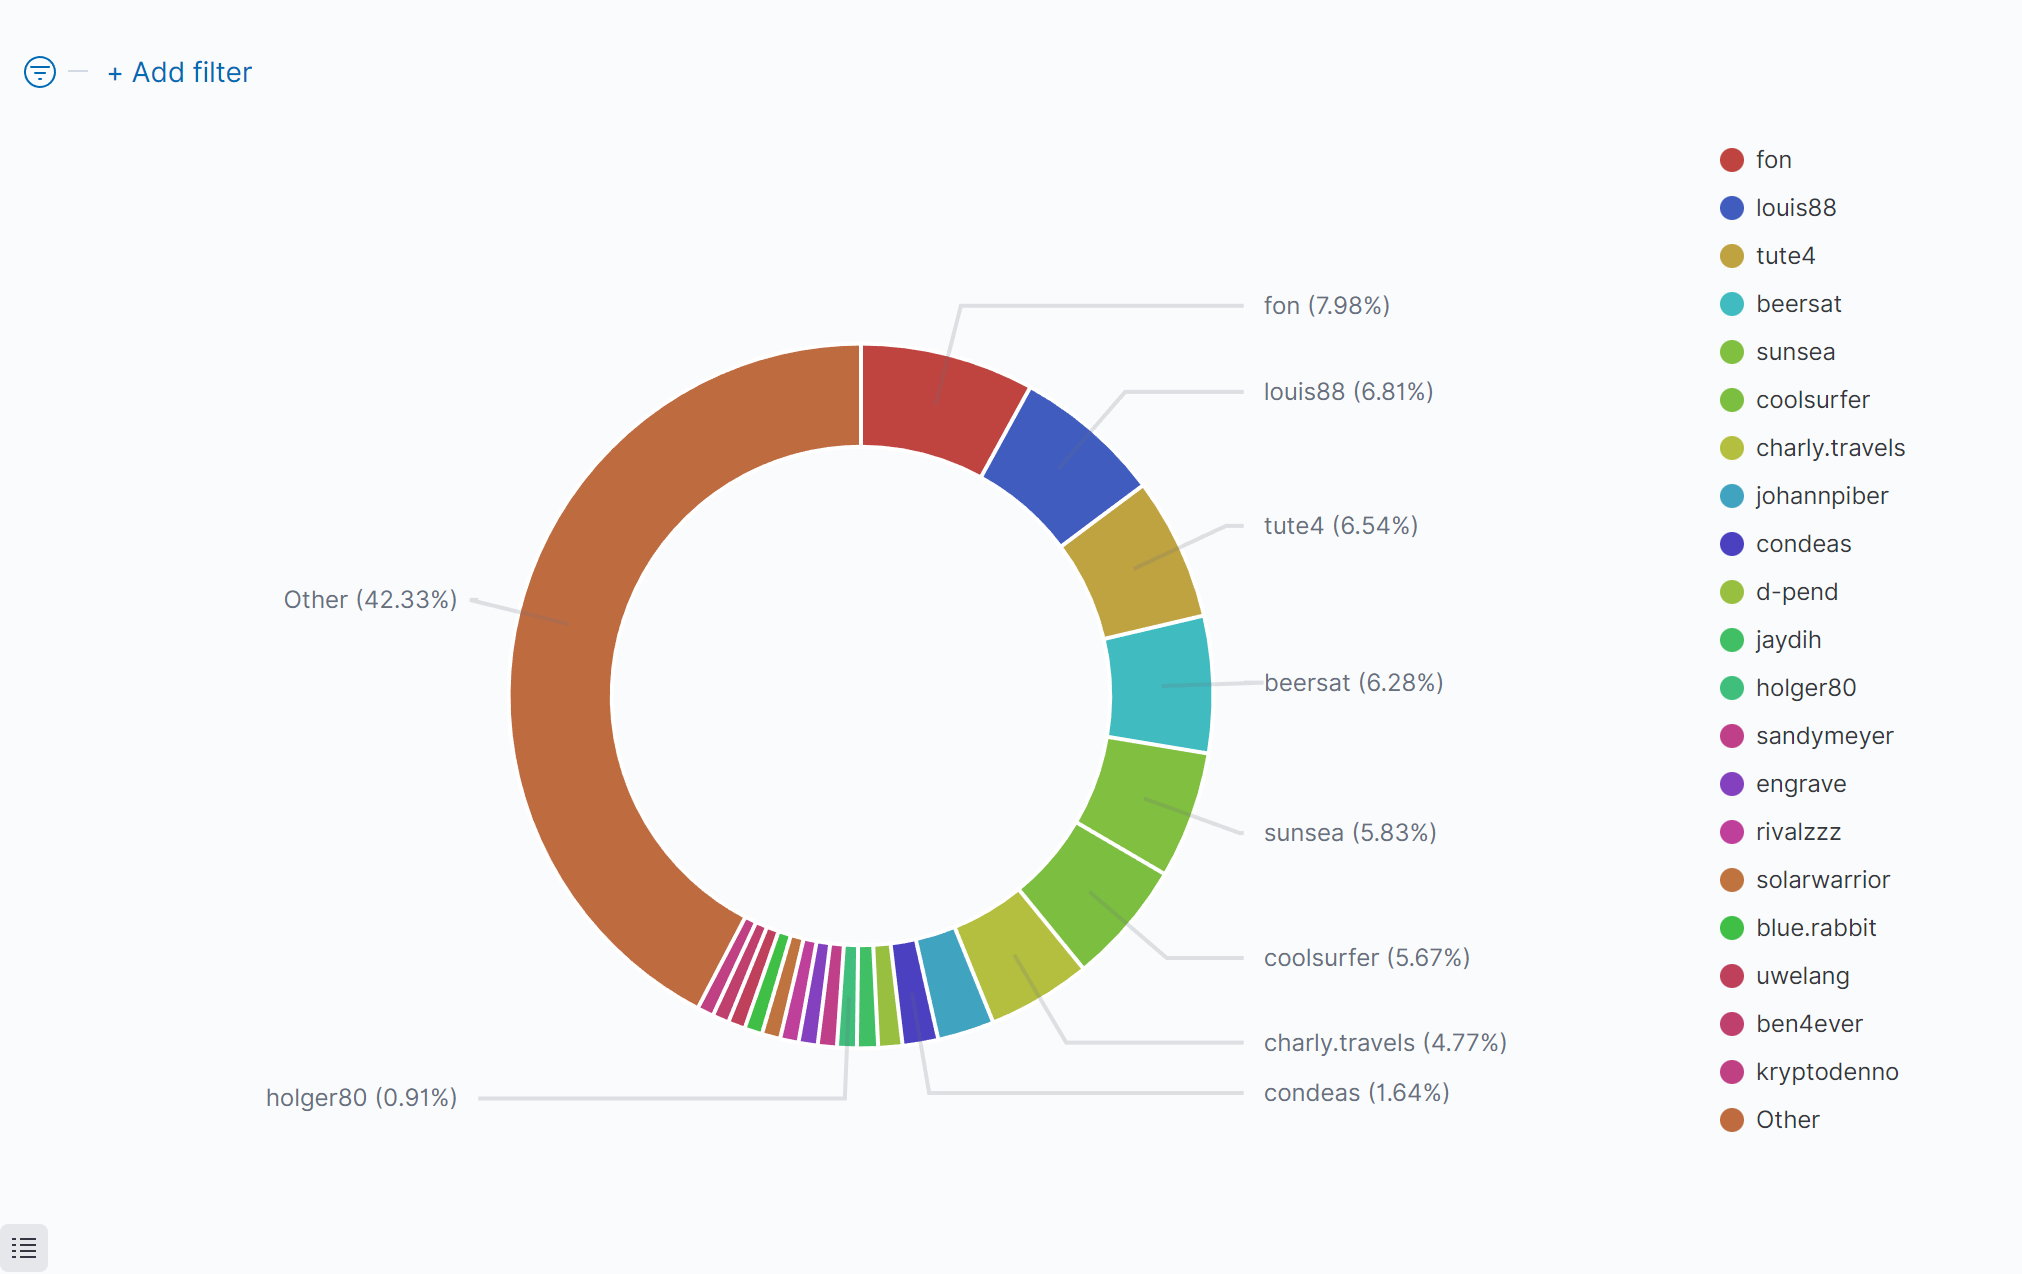 + Add filter
fon (7.98%)
louis88 (6.81%)
tute4 (6.54%)
Other (42.33%)
beersat (6.28%)
sunsea (5.83%)
coolsurfer (5.67%)
charly.travels (4.77%)
condeas (1.64%)
holger80 (0.91%)
fon
louis88
tute4
beersat
sunsea
coolsurfer
charly.travels
johannpiber
condeas
d-pend
jaydih
holger80
sandymeyer
engrave
rivalzzz
solarwarrior
blue.rabbit
uwelang
ben4ever
kryptodenno
Other